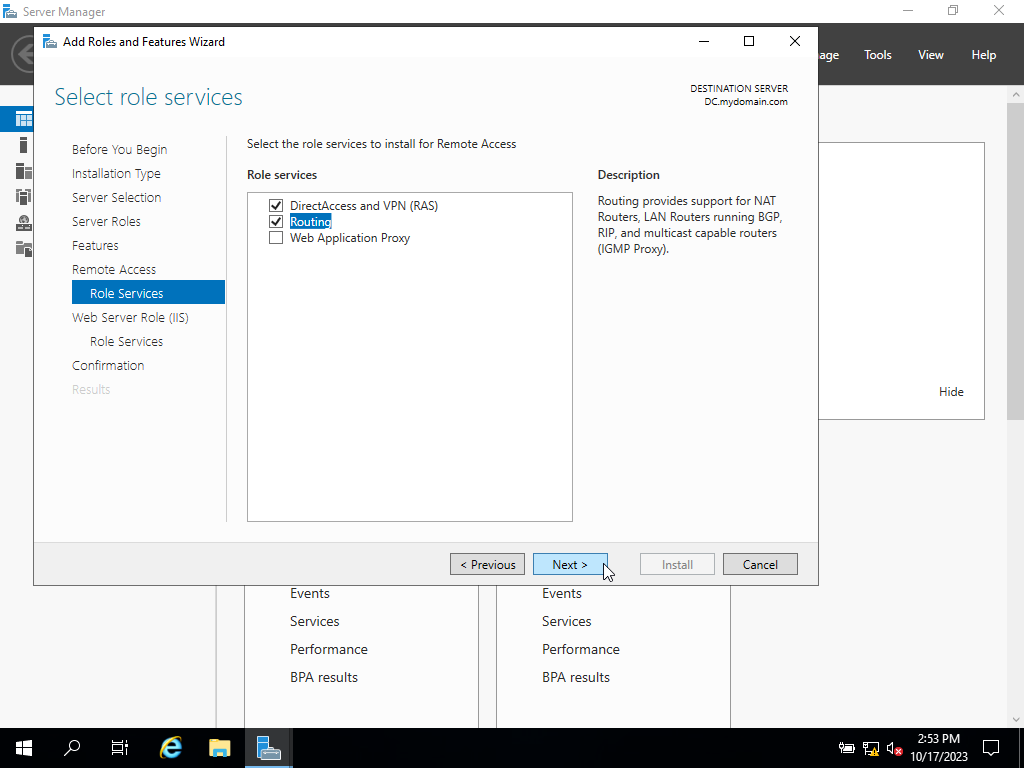 Server Manager
Add Roles and Features Wizard
age Tools View Help
Select role services
DESTINATION SERVER
DC.mydomain.com
Before You Begin
Installation Type
Server Selection
Server Roles
Features
Remote Access
Role Services
Web Server Role (IIS)
Role Services
Confirmation
Results
Select the role services to install for Remote Access
Role services
DirectAccess and VPN (RAS)
Routing
Web Application Proxy
Description
Routing provides support for NAT
Routers, LAN Routers running BGP,
RIP, and multicast capable routers
(IGMP Proxy).
Hide
< Previous
Next >
Install
Cancel
Events
Services
Performance
BPA results
Events
Services
Performance
BPA results
2:53 PM
10/17/2023